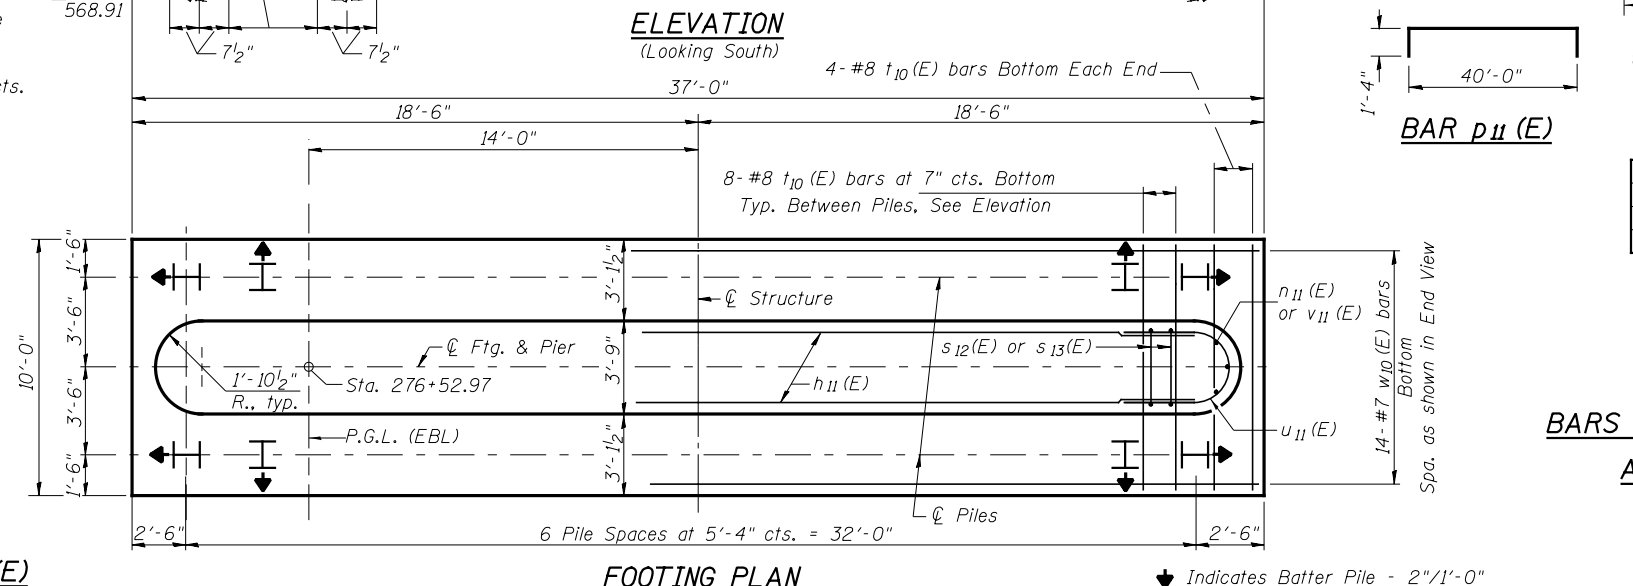 568.91
7½"
7½"
ELEVATION
(Looking South)
cts.
4-#8 t10(E) bars Bottom Each End
37'-0"
18'-6"
18'-6"
14'-0"
8-#8 t10(E) bars at 7" cts. Bottom
Typ. Between Piles, See Elevation
1'-4"
40'-0"
BAR p11(E)
10'-0"
1'-6"
3'-6"
3'-6"
1'-6"
3'-1½"
3'-9"
3'-1½"
℄ Structure
℄ Ftg. & Pier
s12(E) or s13(E)
n11(E)
or v11(E)
1'-10½"
R., typ.
Sta. 276+52.97
h11(E)
P.G.L. (EBL)
u11(E)
14-#7 w10(E) bars
Bottom
Spa. as shown in End View
BARS
A
℄ Piles
2'-6"
6 Pile Spaces at 5'-4" cts. = 32'-0"
2'-6"
E)
FOOTING PLAN
Indicates Batter Pile - 2"/1'-0"